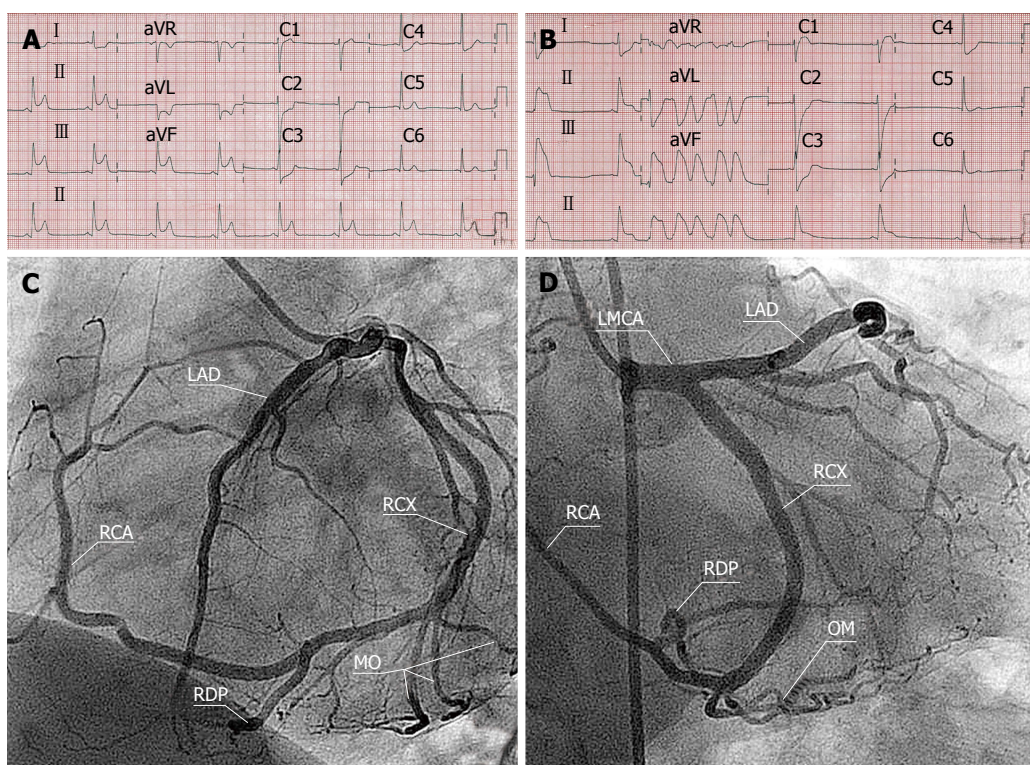 A
I
aVR
C1
C4
II
aVL
C2
C5
III
aVF
C3
C6
II
B
I
aVR
C1
C4
II
aVL
C2
C5
III
aVF
C3
C6
II
C
LAD
RCX
RCA
MO
RDP
D
LMCA
LAD
RCX
RCA
RDP
OM